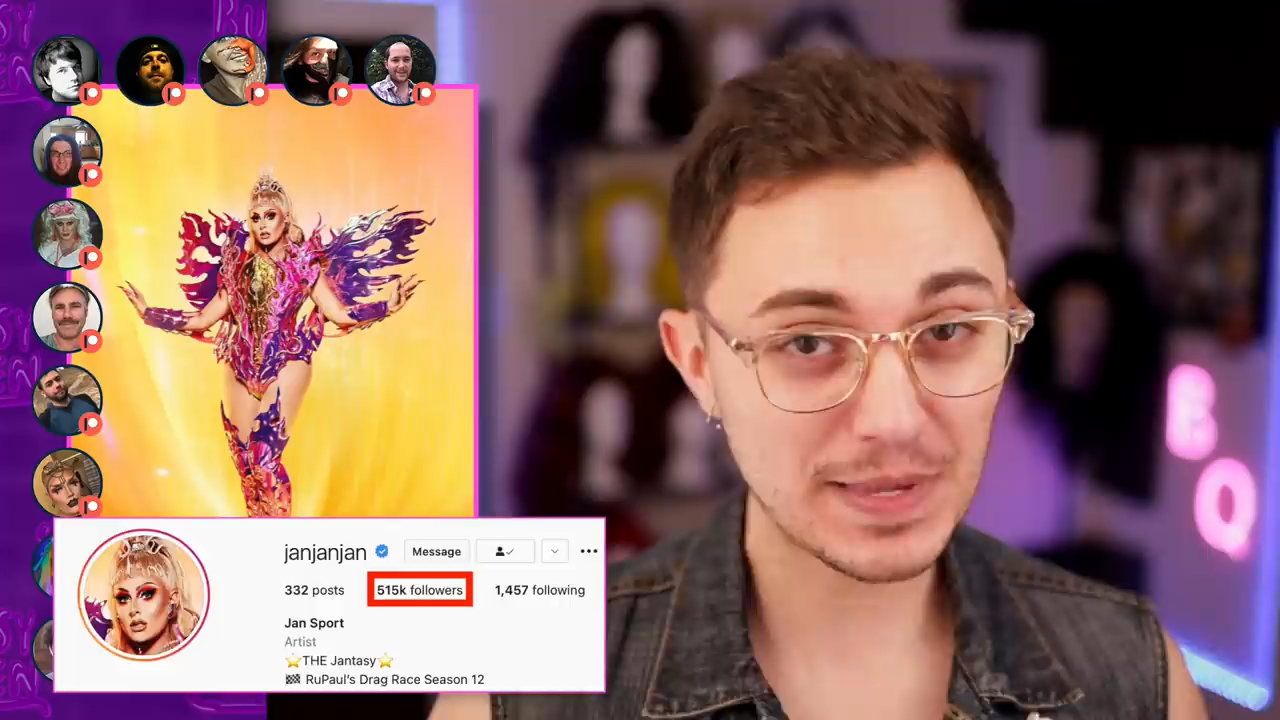 janjanjan
Message
332 posts
515k followers
1,457 following
Jan Sport
Artist
⭐THE Jantasy⭐
🏁 RuPaul's Drag Race Season 12
B
Q